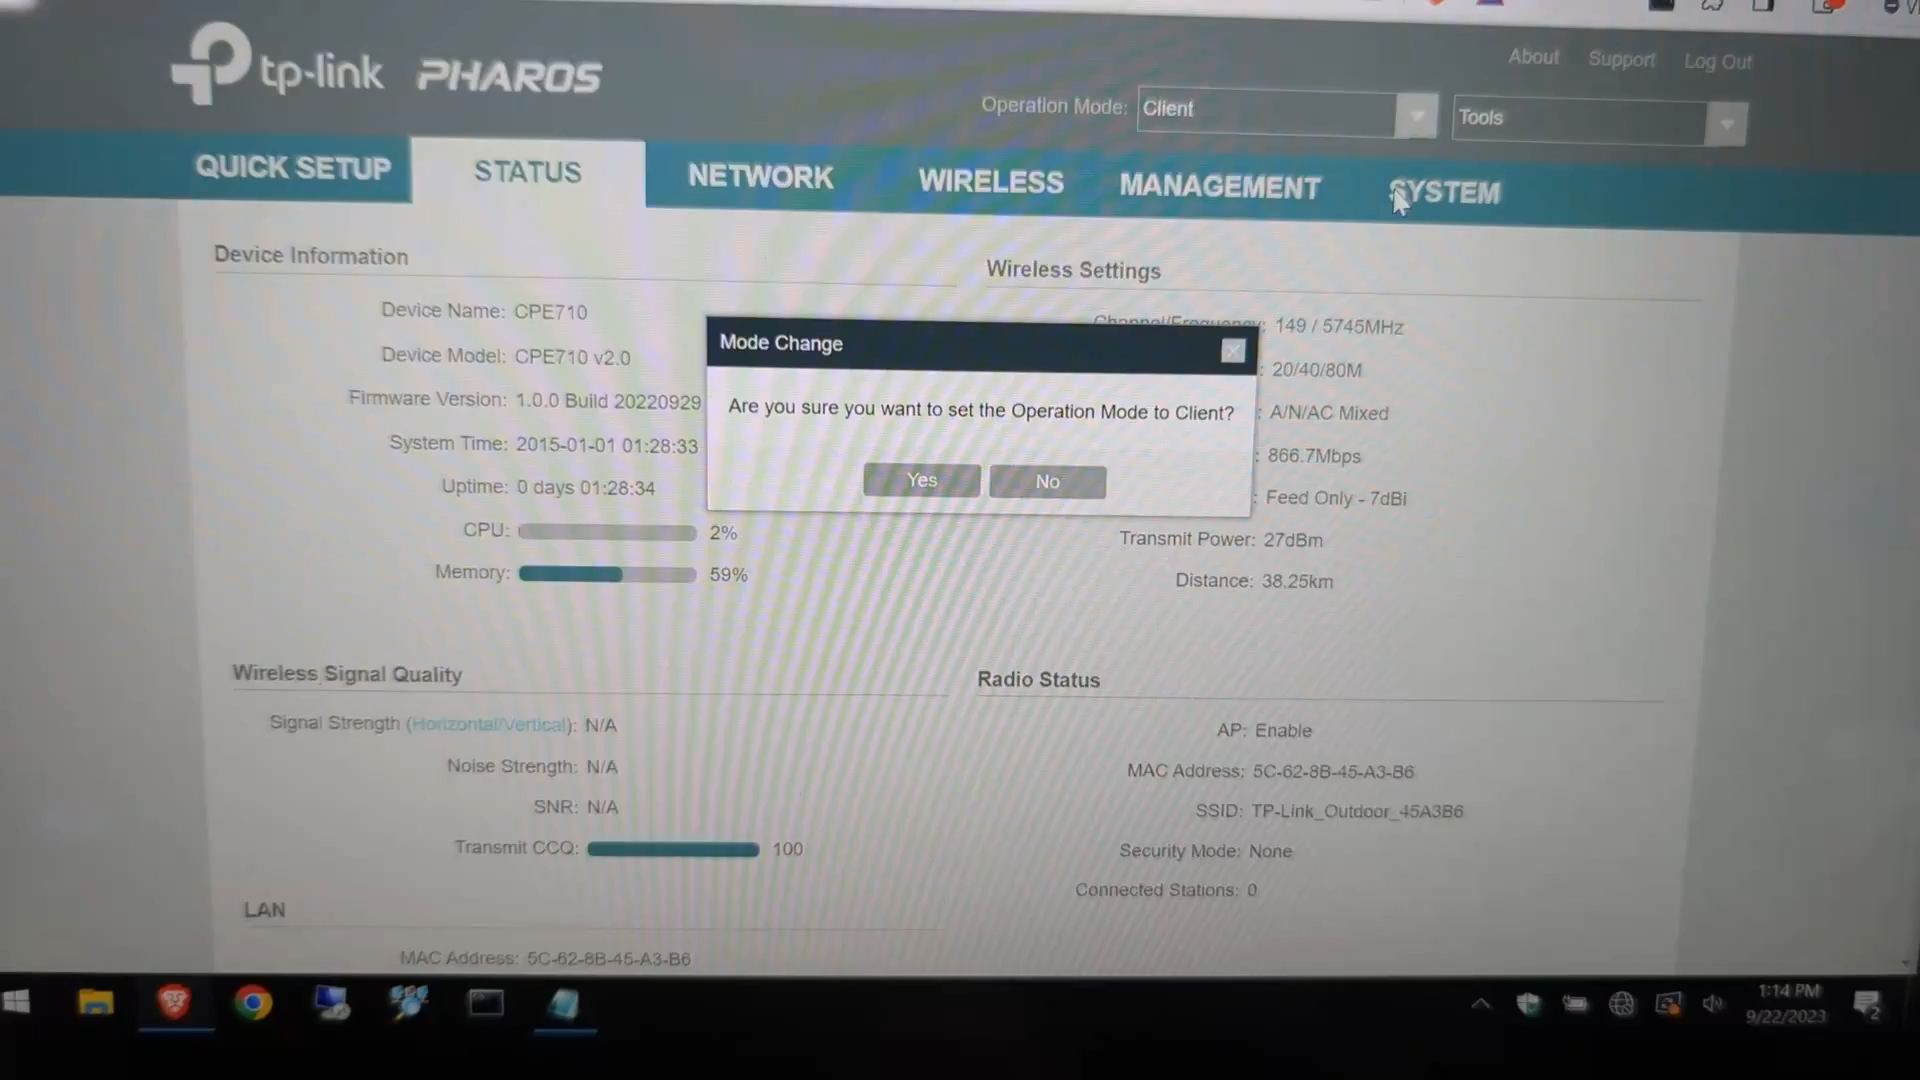 tp-link PHAROS
About Support Log Out
Operation Mode: Client Tools
QUICK SETUP STATUS NETWORK WIRELESS MANAGEMENT SYSTEM
Device Information
Device Name: CPE710
Device Model: CPE710 v2.0
Firmware Version: 1.0.0 Build 20220929
System Time: 2015-01-01 01:28:33
Uptime: 0 days 01:28:34
CPU: 2%
Memory: 59%
Wireless Settings
Channel/Frequency: 149 / 5745MHz
: 20/40/80M
: A/N/AC Mixed
: 866.7Mbps
: Feed Only - 7dBi
Transmit Power: 27dBm
Distance: 38.25km
Mode Change
Are you sure you want to set the Operation Mode to Client?
Yes No
Wireless Signal Quality
Signal Strength (Horizontal/Vertical): N/A
Noise Strength: N/A
SNR: N/A
Transmit CCQ: 100
Radio Status
AP: Enable
MAC Address: 5C-62-8B-45-A3-B6
SSID: TP-Link_Outdoor_45A3B6
Security Mode: None
Connected Stations: 0
LAN
MAC Address: 5C-62-8B-45-A3-B6
1:14 PM
9/22/2023
2